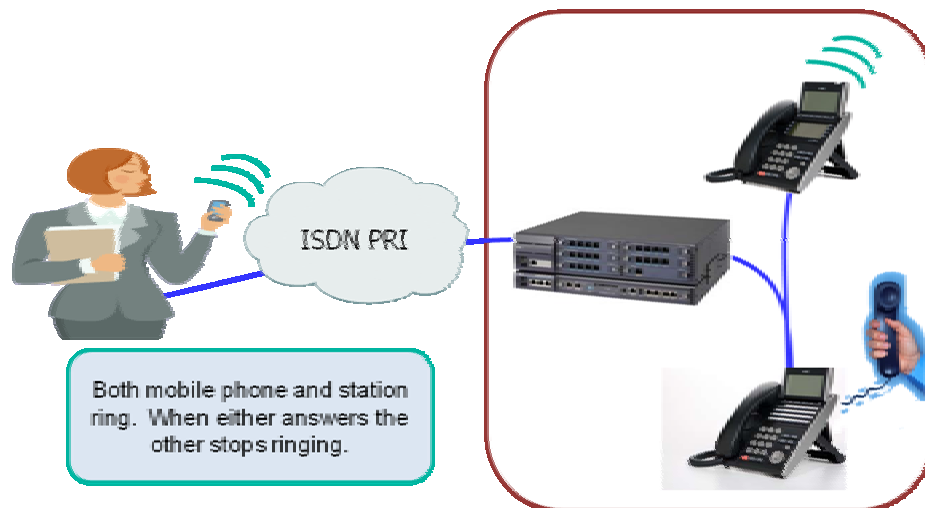 ISDN PRI
Both mobile phone and station
ring. When either answers the
other stops ringing.